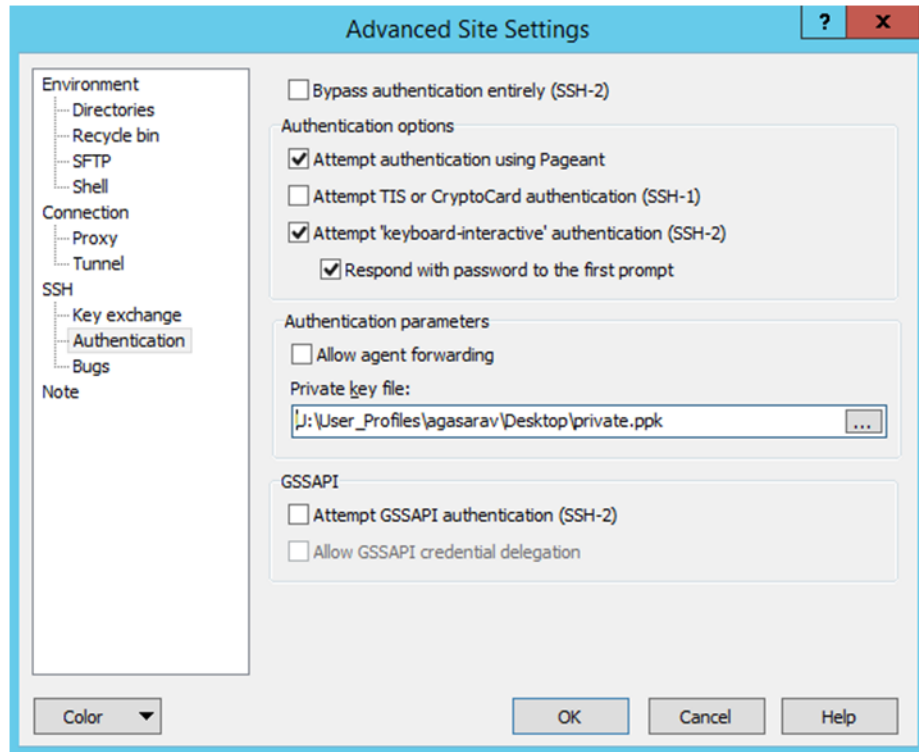 Advanced Site Settings
?
x
Environment
Directories
Recycle bin
SFTP
Shell
Connection
Proxy
Tunnel
SSH
Key exchange
Authentication
Bugs
Note
Bypass authentication entirely (SSH-2)
Authentication options
Attempt authentication using Pageant
Attempt TIS or CryptoCard authentication (SSH-1)
Attempt 'keyboard-interactive' authentication (SSH-2)
Respond with password to the first prompt
Authentication parameters
Allow agent forwarding
Private key file:
U:\User_Profiles\agasarav\Desktop\private.ppk
...
GSSAPI
Attempt GSSAPI authentication (SSH-2)
Allow GSSAPI credential delegation
Color
OK
Cancel
Help